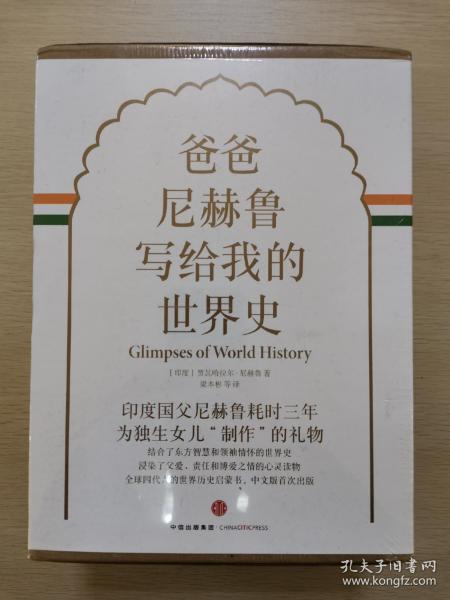 爸爸
尼赫鲁
写给我的
世界史
Glimpses of World History
［印度］贾瓦哈拉尔·尼赫鲁 著
梁本彬 等 译
印度国父尼赫鲁耗时三年
为独生女儿“制作”的礼物
结合了东方智慧和领袖情怀的世界史
浸染了父爱、责任和博爱之情的心灵读物
全球四代人的世界历史启蒙书，中文版首次出版
中信出版集团·CHINACITICPRESS
孔夫子旧书网
www.kongfz.com